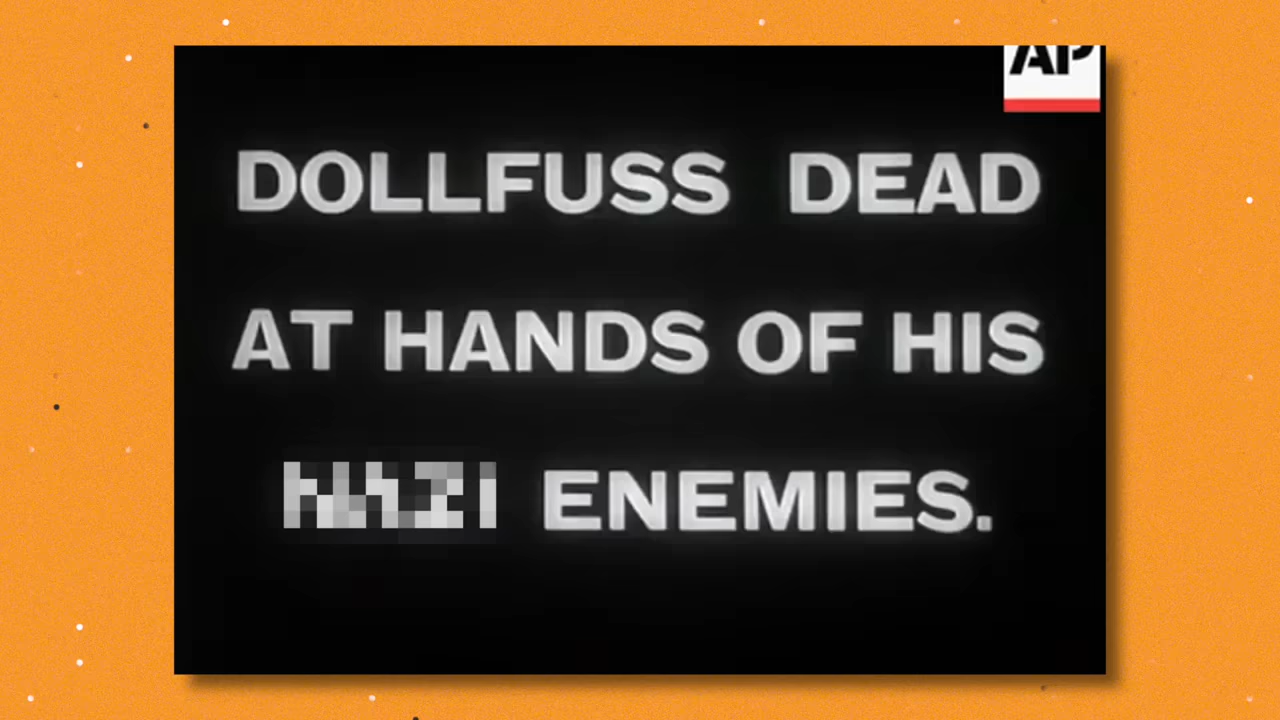 AP
DOLLFUSS DEAD
AT HANDS OF HIS
ENEMIES.